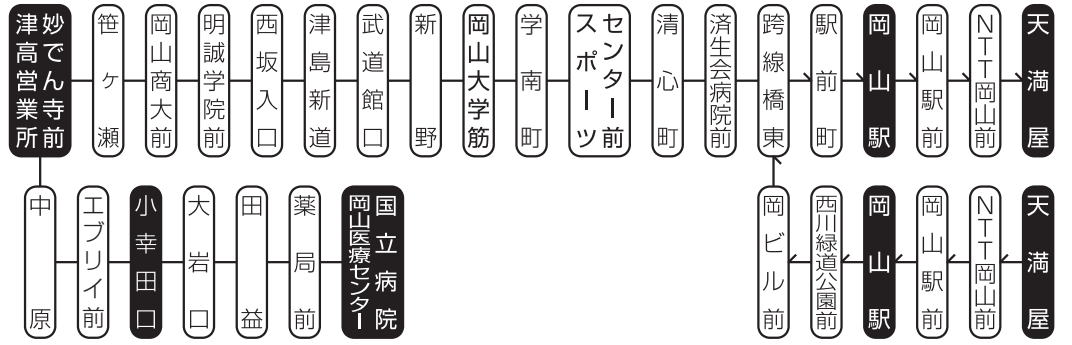 妙でん寺前
津高営業所
笹ヶ瀬
岡山商大前
明誠学院前
西坂入口
津島新道
武道館口
新野
岡山大学筋
学南町
スポーツ
センター前
清心町
済生会病院前
跨線橋東
駅前町
岡山駅
岡山駅前
NTT岡山前
天満屋
中原
エブリイ前
小幸田口
大岩口
田益
薬局前
国立病院
岡山医療センター
岡ビル前
西川緑道公園前
岡山駅
岡山駅前
NTT岡山前
天満屋